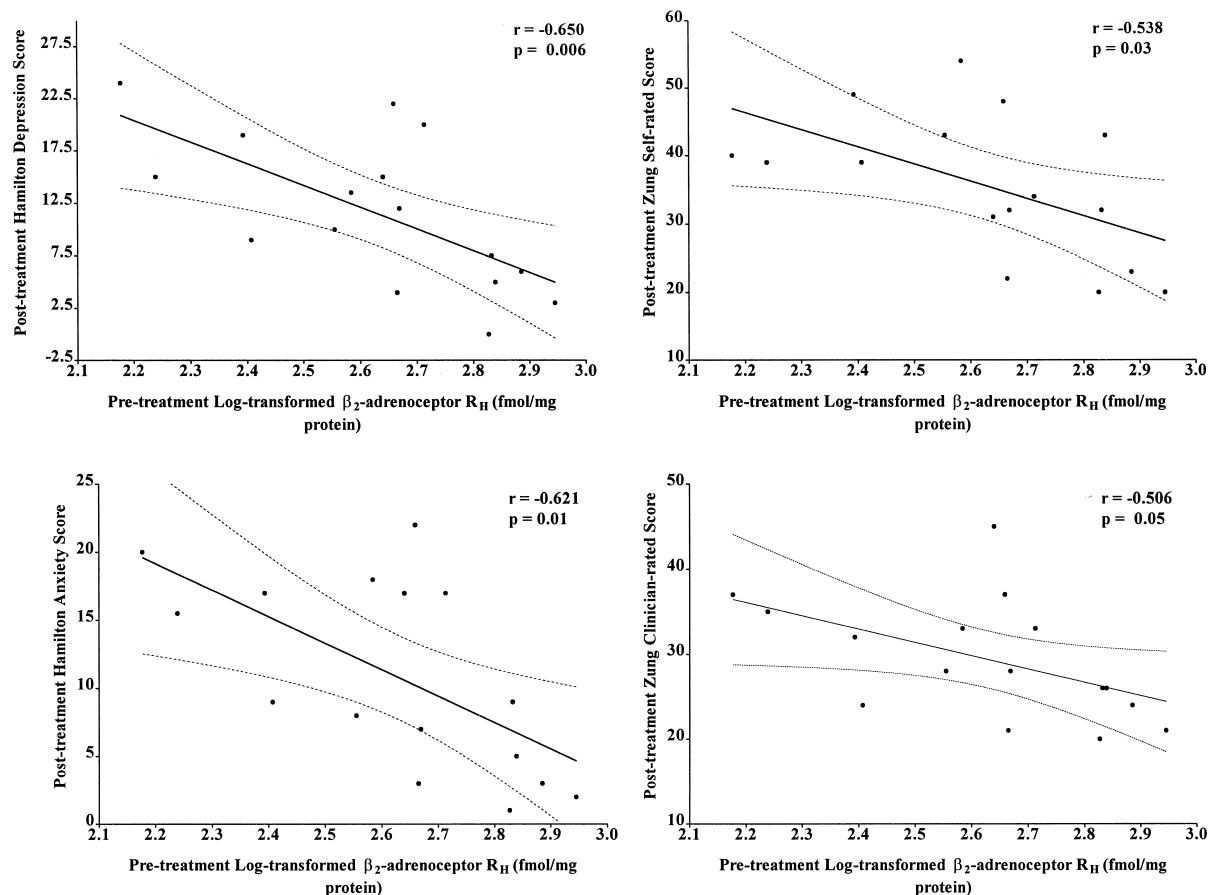 r = -0.650
p = 0.006
Post-treatment Hamilton Depression Score
27.5
22.5
17.5
12.5
7.5
2.5
-2.5
2.1 2.2 2.3 2.4 2.5 2.6 2.7 2.8 2.9 3.0
Pre-treatment Log-transformed β2-adrenoceptor RH (fmol/mg
protein)
r = -0.538
p = 0.03
Post-treatment Zung Self-rated Score
60
50
40
30
20
10
2.1 2.2 2.3 2.4 2.5 2.6 2.7 2.8 2.9 3.0
Pre-treatment Log-transformed β2-adrenoceptor RH (fmol/mg
protein)
r = -0.621
p = 0.01
Post-treatment Hamilton Anxiety Score
25
20
15
10
5
0
2.1 2.2 2.3 2.4 2.5 2.6 2.7 2.8 2.9 3.0
Pre-treatment Log-transformed β2-adrenoceptor RH (fmol/mg
protein)
r = -0.506
p = 0.05
Post-treatment Zung Clinician-rated Score
50
40
30
20
10
2.1 2.2 2.3 2.4 2.5 2.6 2.7 2.8 2.9 3.0
Pre-treatment Log-transformed β2-adrenoceptor RH (fmol/mg
protein)